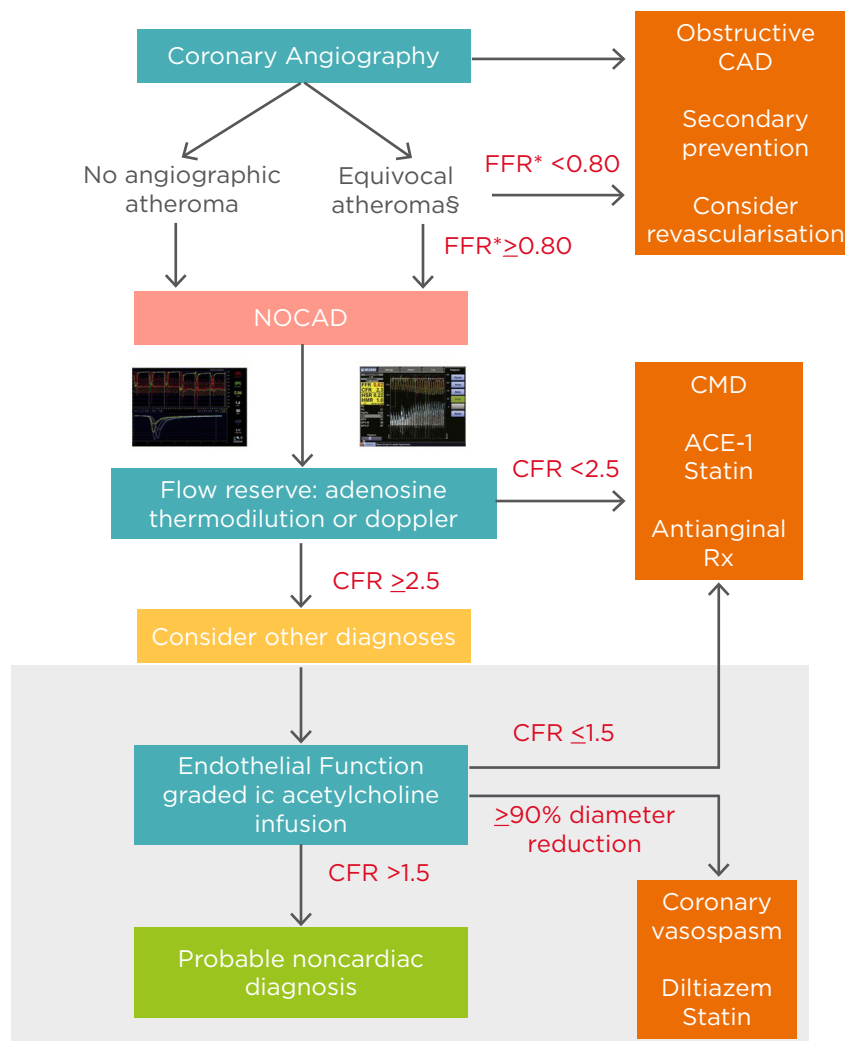 Coronary Angiography
Obstructive
CAD
Secondary
prevention
Consider
revascularisation
No angiographic
atheroma
Equivocal
atheroma§
FFR* <0.80
FFR*≥0.80
NOCAD
CMD
ACE-1
Statin
Antianginal
Rx
CFR <2.5
Flow reserve: adenosine
thermodilution or doppler
CFR ≥2.5
Consider other diagnoses
CFR ≤1.5
Endothelial Function
graded ic acetylcholine
infusion
≥90% diameter
reduction
CFR >1.5
Coronary
vasospasm
Diltiazem
Statin
Probable noncardiac
diagnosis